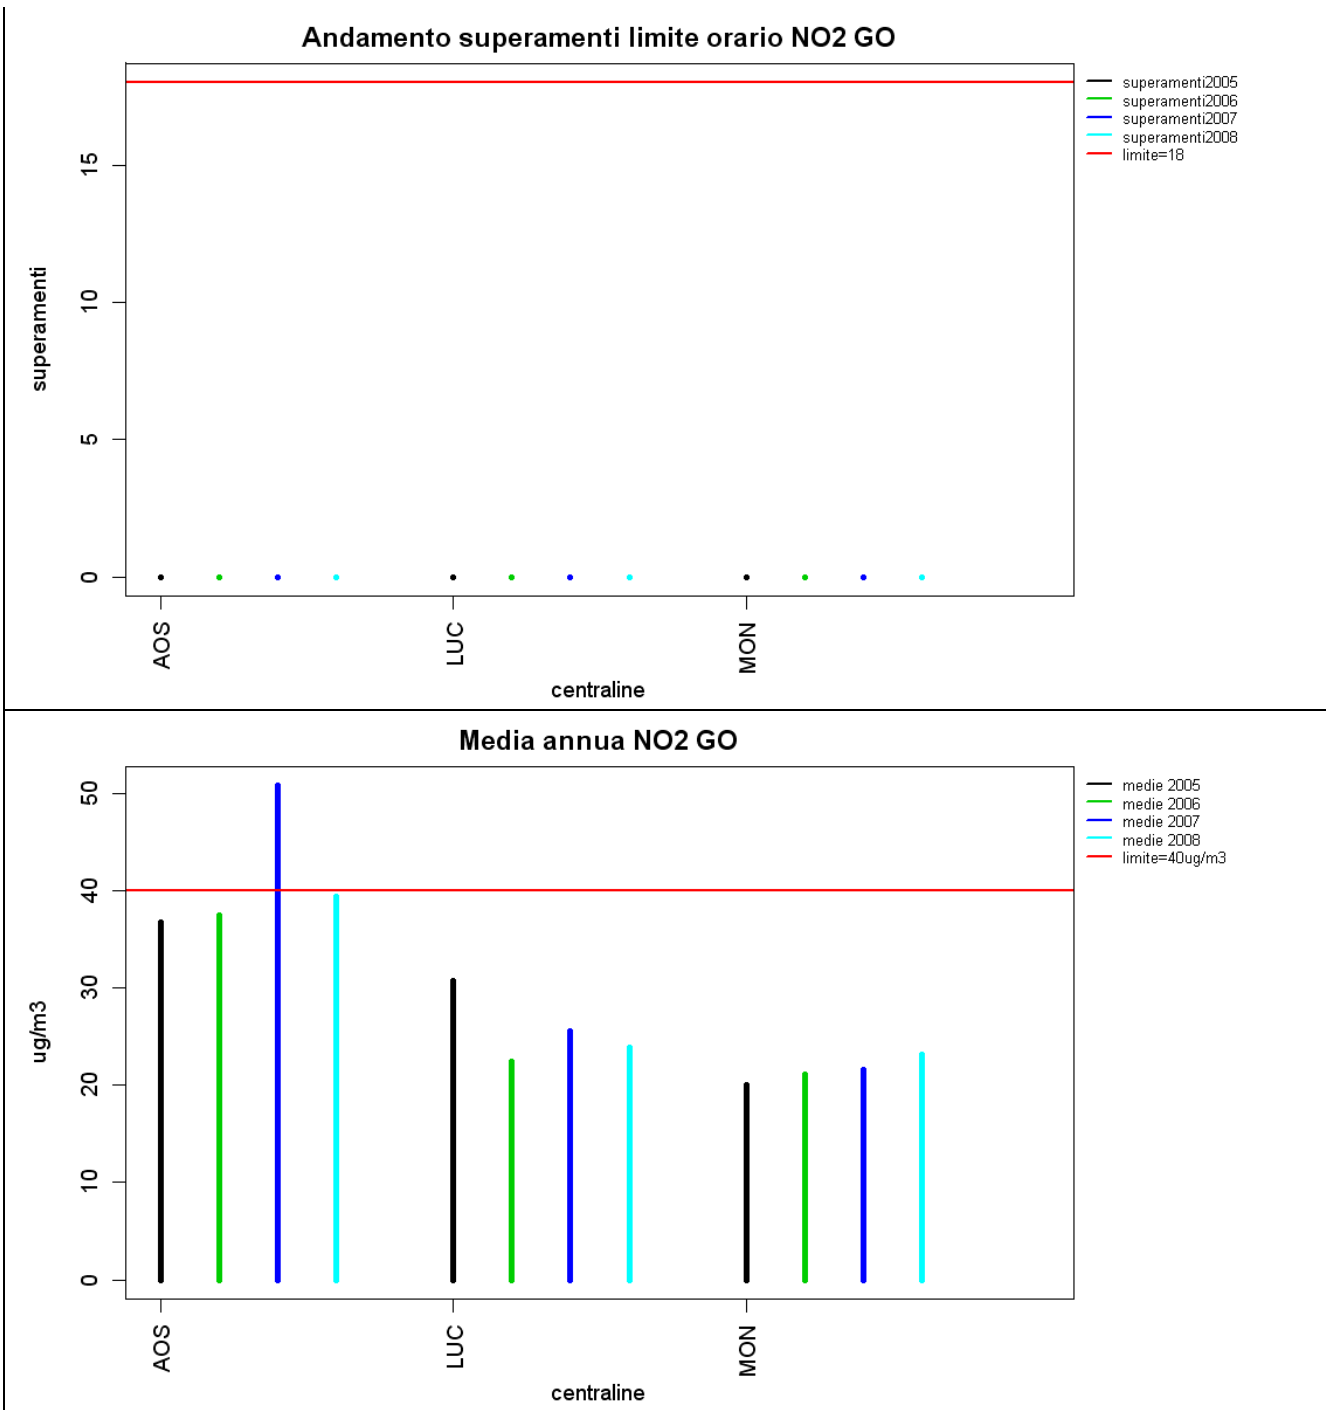 Andamento superamenti limite orario NO2 GO
superamenti2005
superamenti2006
superamenti2007
superamenti2008
limite=18
superamenti
15
10
5
0
AOS
LUC
MON
centraline
Media annua NO2 GO
medie 2005
medie 2006
medie 2007
medie 2008
limite=40ug/m3
ug/m3
50
40
30
20
10
0
AOS
LUC
MON
centraline